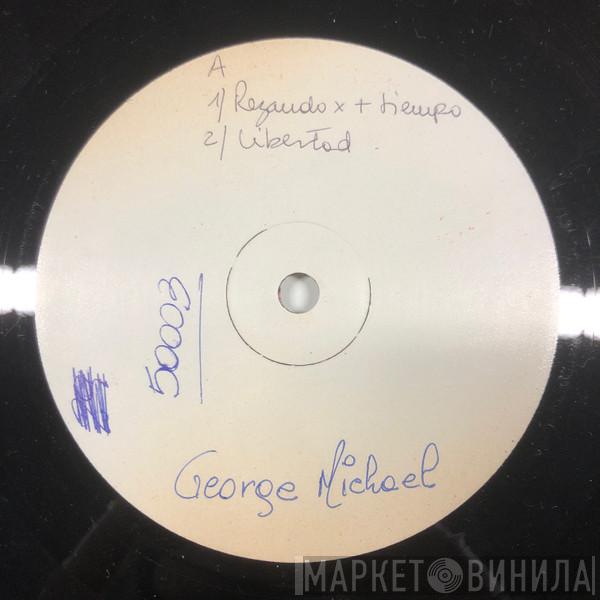 A
1) Rezando x + tiempo
2) Libertad
50003
George Michael
МАРКЕТ ВИНИЛА